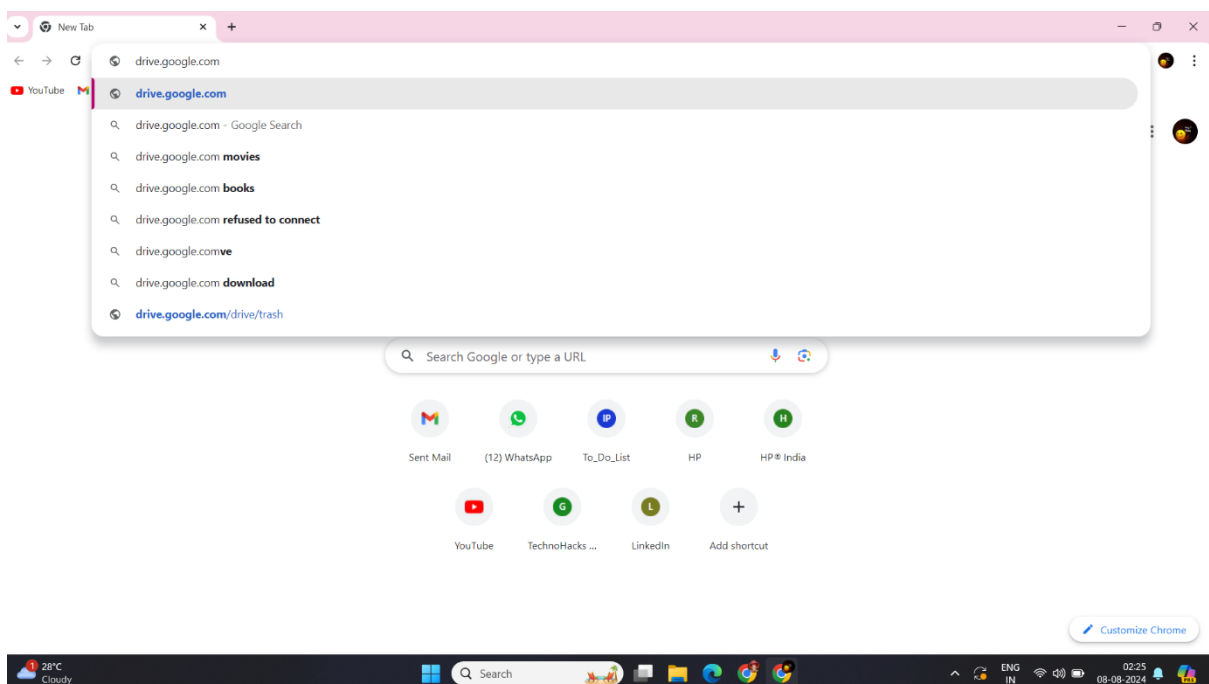 New Tab
drive.google.com
YouTube
drive.google.com
drive.google.com - Google Search
drive.google.com movies
drive.google.com books
drive.google.com refused to connect
drive.google.comve
drive.google.com download
drive.google.com/drive/trash
Search Google or type a URL
IP
R
H
Sent Mail
(12) WhatsApp
To_Do_List
HP
HP® India
G
L
YouTube
TechnoHacks ...
LinkedIn
Add shortcut
Customize Chrome
1
28°C
Cloudy
Search
ENG
IN
02:25
08-08-2024